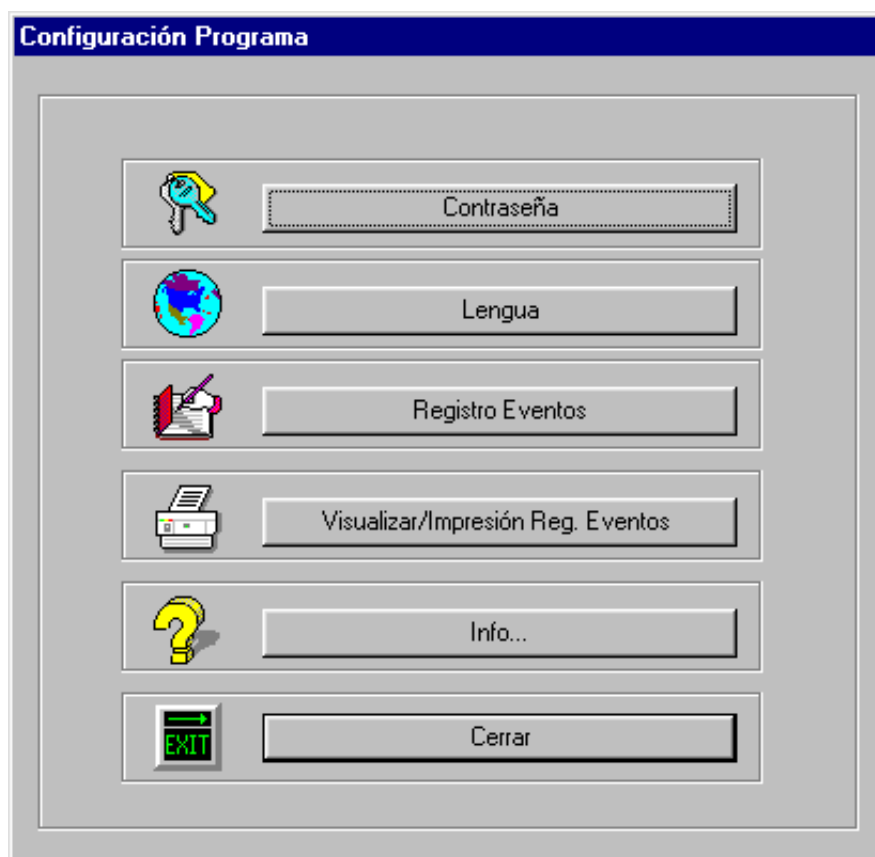 Configuración Programa
Contraseña
Lengua
Registro Eventos
Visualizar/Impresión Reg. Eventos
Info...
EXIT
Cerrar